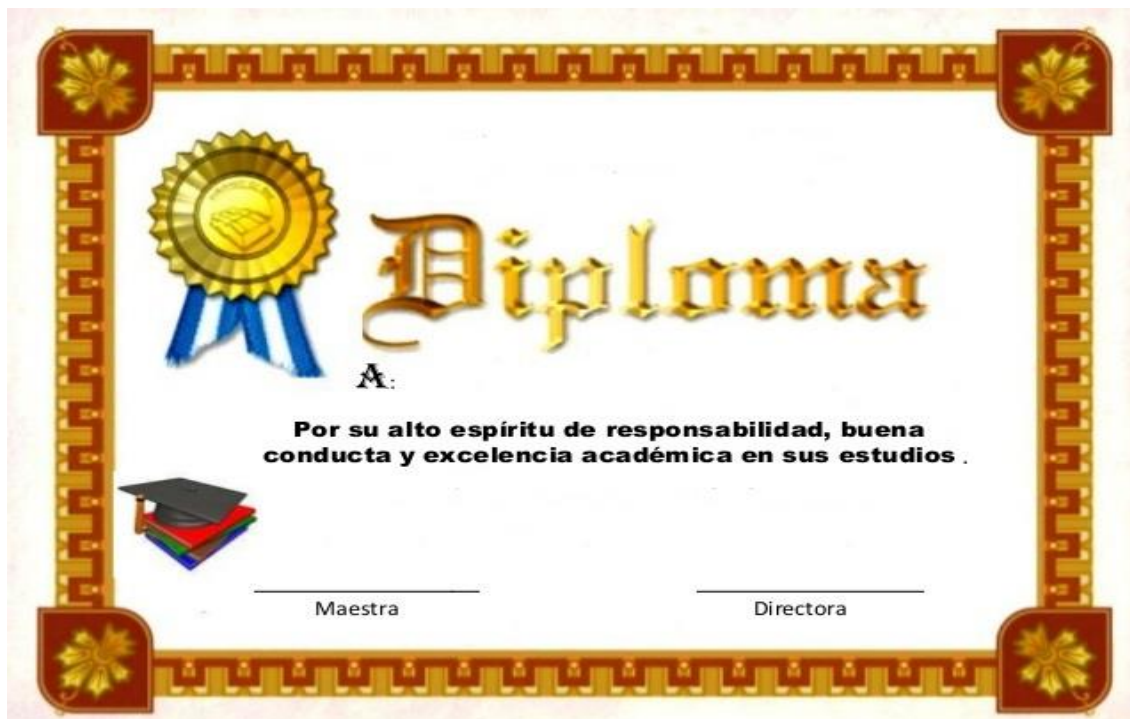 Diploma
A:
Por su alto espíritu de responsabilidad, buena
conducta y excelencia académica en sus estudios .
Maestra
Directora